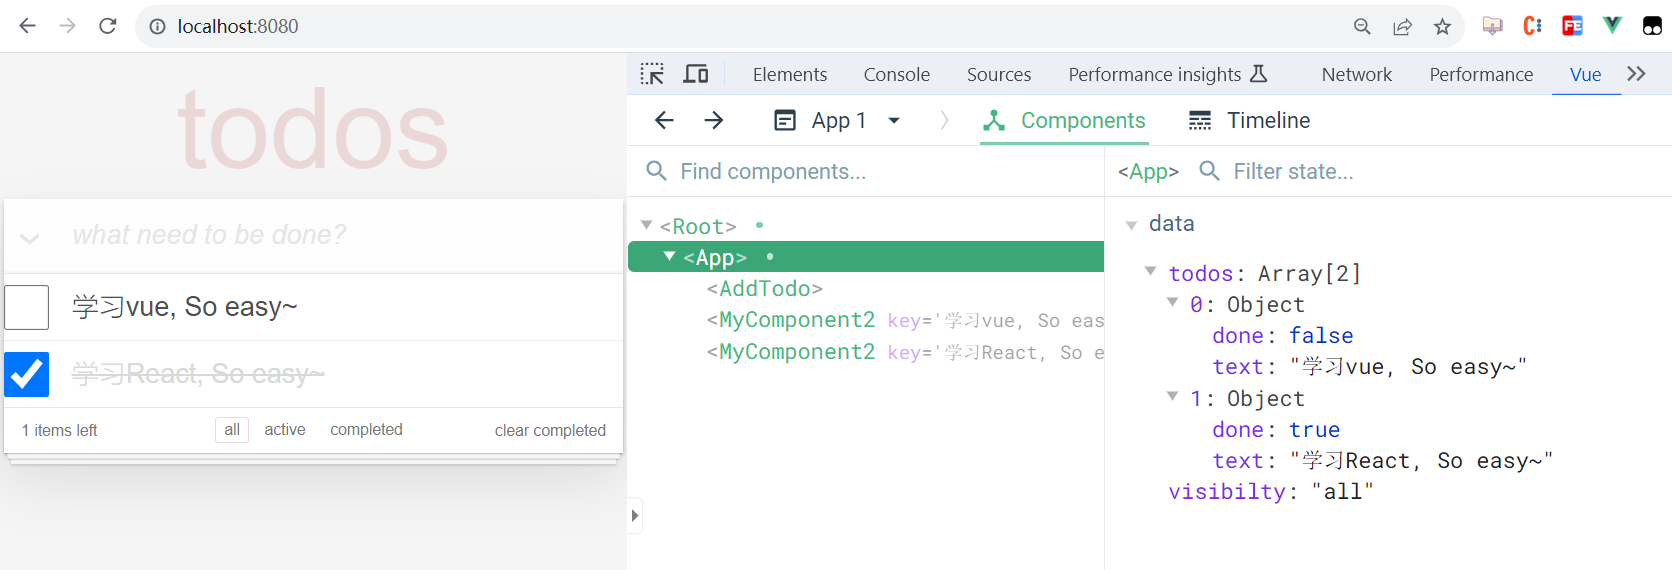 localhost:8080
Elements Console Sources Performance insights Network Performance Vue
App 1 Components Timeline
Find components...
<App> Filter state...
<Root>
<App>
<AddTodo>
<MyComponent2 key='学习vue, So eas
<MyComponent2 key='学习React, So e
data
todos: Array[2]
0: Object
done: false
text: "学习vue, So easy~"
1: Object
done: true
text: "学习React, So easy~"
visibilty: "all"
todos
what need to be done?
学习vue, So easy~
学习React, So easy~
1 items left all active completed clear completed